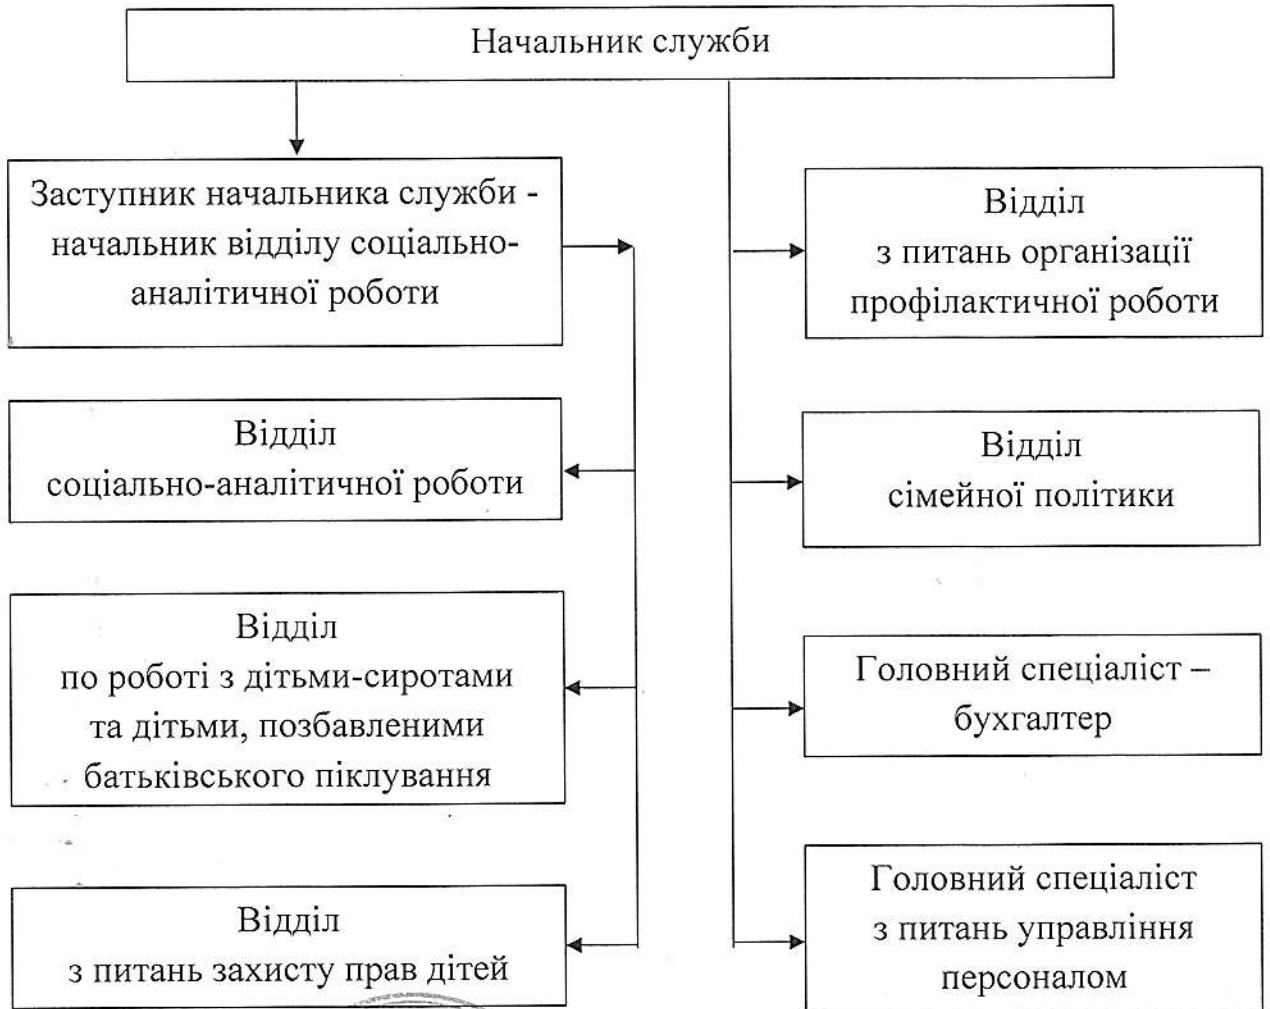 Начальник служби
Заступник начальника служби -
начальник відділу соціально-
аналітичної роботи
Відділ
соціально-аналітичної роботи
Відділ
по роботі з дітьми-сиротами
та дітьми, позбавленими
батьківського піклування
Відділ
з питань захисту прав дітей
Відділ
з питань організації
профілактичної роботи
Відділ
сімейної політики
Головний спеціаліст –
бухгалтер
Головний спеціаліст
з питань управління
персоналом